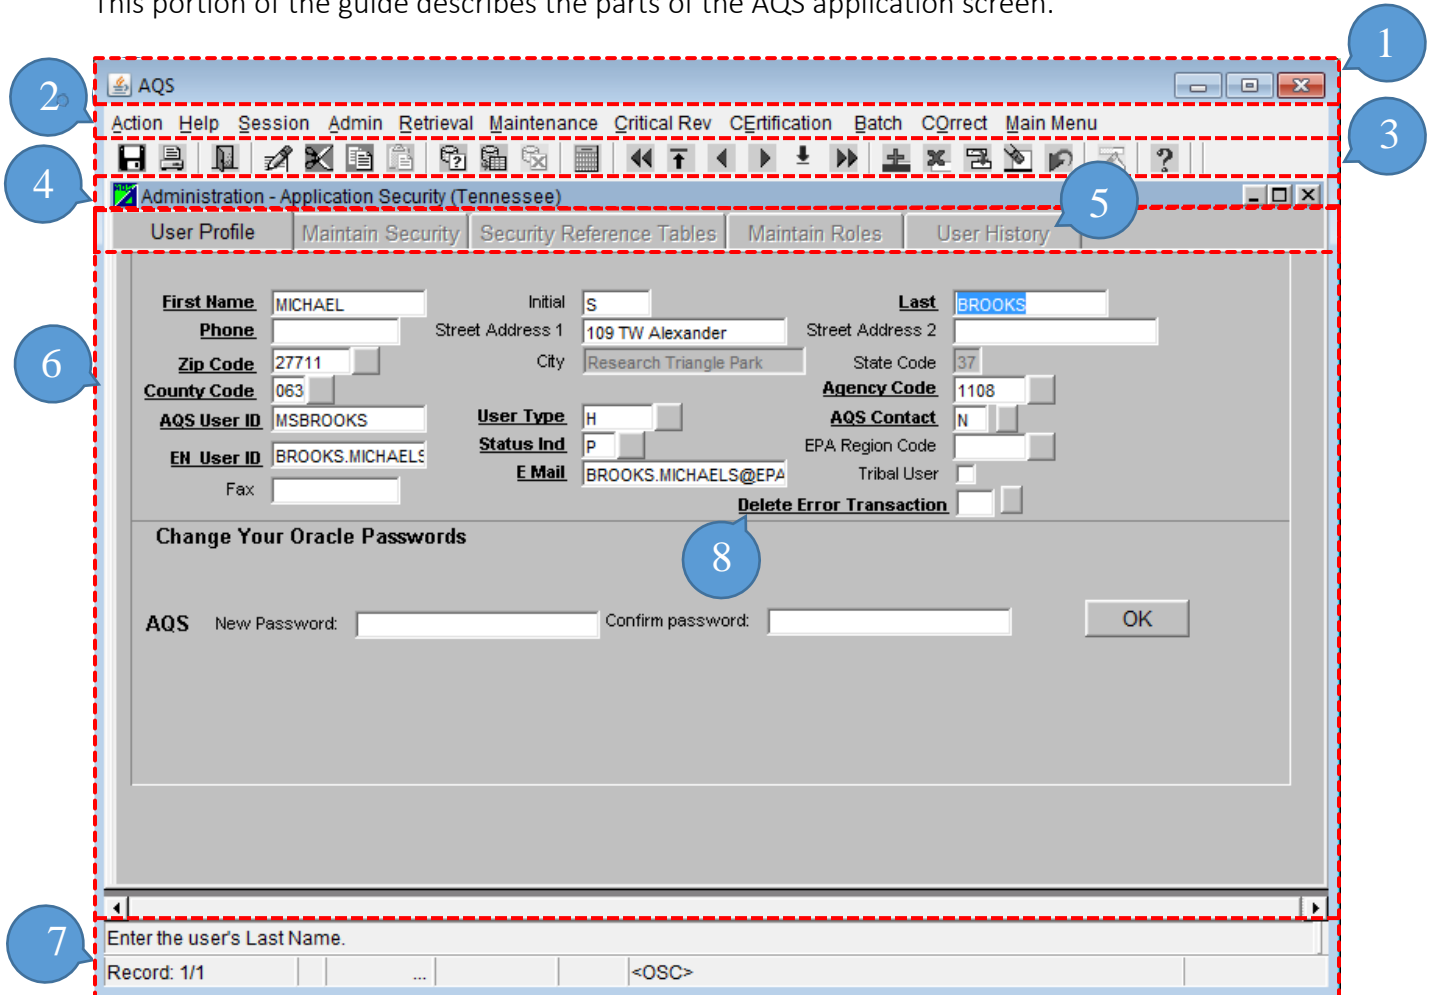 This portion of the guide describes the parts of the AQS application screen.
1
AQS
2
Action Help Session Admin Retrieval Maintenance Critical Rev CErtification Batch COrrect Main Menu
3
4
Administration - Application Security (Tennessee)
5
User Profile Maintain Security Security Reference Tables Maintain Roles User History
First Name MICHAEL Initial S Last BROOKS
Phone Street Address 1 109 TW Alexander Street Address 2
6
Zip Code 27711 City Research Triangle Park State Code 37
County Code 063 Agency Code 1108
AQS User ID MSBROOKS User Type H AQS Contact N
EN User ID BROOKS.MICHAELS Status Ind P EPA Region Code
Fax E Mail BROOKS.MICHAELS@EPA Tribal User
Delete Error Transaction
Change Your Oracle Passwords
8
AQS New Password: Confirm password: OK
7
Enter the user's Last Name.
Record: 1/1 ... <OSC>